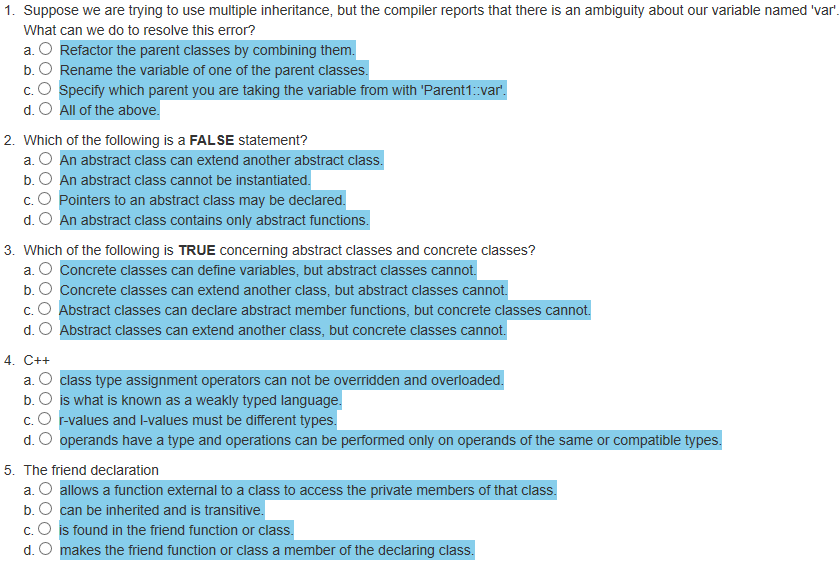 1. Suppose we are trying to use multiple inheritance, but the compiler reports that there is an ambiguity about our variable named 'var'.
What can we do to resolve this error?
a. Refactor the parent classes by combining them.
b. Rename the variable of one of the parent classes.
c. Specify which parent you are taking the variable from with 'Parent1::var'.
d. All of the above.
2. Which of the following is a FALSE statement?
a. An abstract class can extend another abstract class.
b. An abstract class cannot be instantiated.
c. Pointers to an abstract class may be declared.
d. An abstract class contains only abstract functions.
3. Which of the following is TRUE concerning abstract classes and concrete classes?
a. Concrete classes can define variables, but abstract classes cannot.
b. Concrete classes can extend another class, but abstract classes cannot.
c. Abstract classes can declare abstract member functions, but concrete classes cannot.
d. Abstract classes can extend another class, but concrete classes cannot.
4. C++
a. class type assignment operators can not be overridden and overloaded.
b. is what is known as a weakly typed language.
c. r-values and l-values must be different types.
d. operands have a type and operations can be performed only on operands of the same or compatible types.
5. The friend declaration
a. allows a function external to a class to access the private members of that class.
b. can be inherited and is transitive.
c. is found in the friend function or class.
d. makes the friend function or class a member of the declaring class.